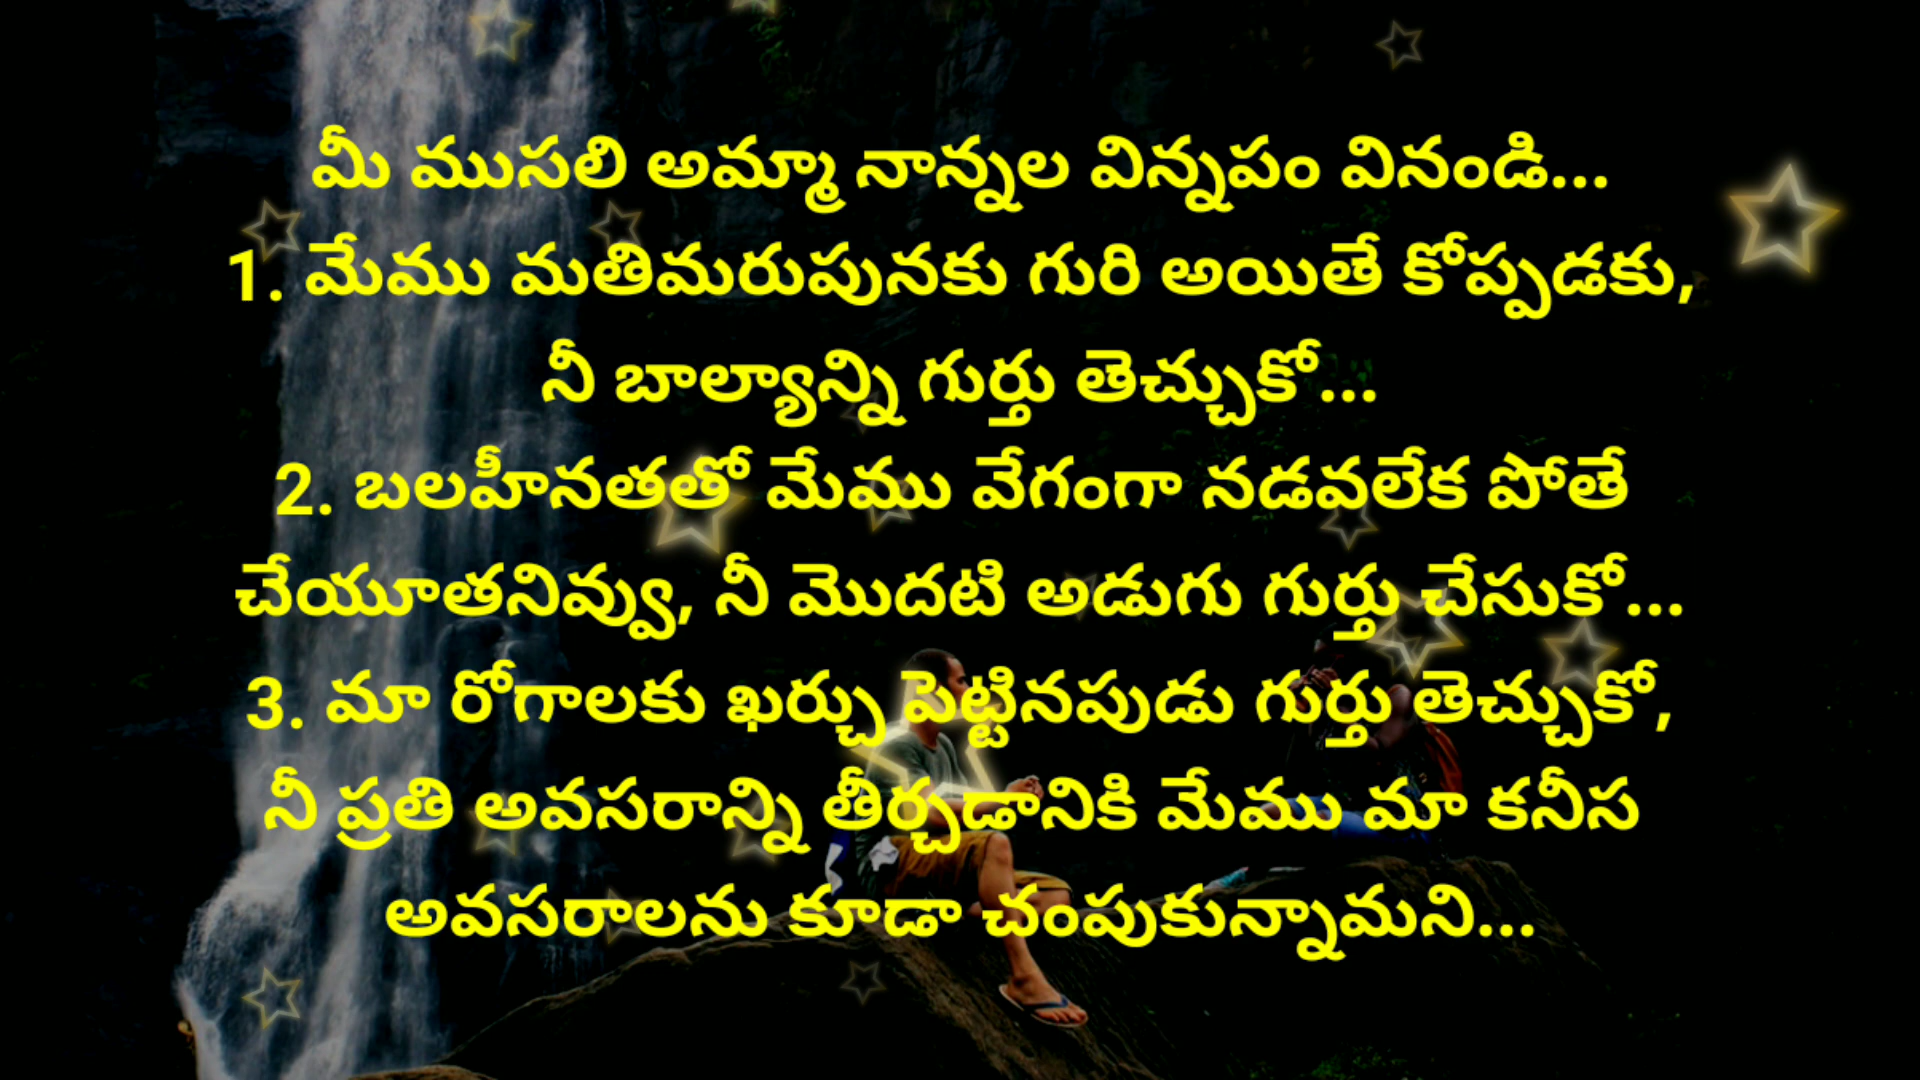 మీ ముసలి అమ్మా నాన్నల విన్నపం వినండి...
1. మేము మతిమరుపునకు గురి అయితే కోప్పడకు,
నీ బాల్యాన్ని గుర్తు తెచ్చుకో...
2. బలహీనతతో మేము వేగంగా నడవలేక పోతే
చేయూతనివ్వు, నీ మొదటి అడుగు గుర్తు చేసుకో...
3. మా రోగాలకు ఖర్చు పెట్టినపుడు గుర్తు తెచ్చుకో,
నీ ప్రతి అవసరాన్ని తీర్చడానికి మేము మా కనీస
అవసరాలను కూడా చంపుకున్నామని...